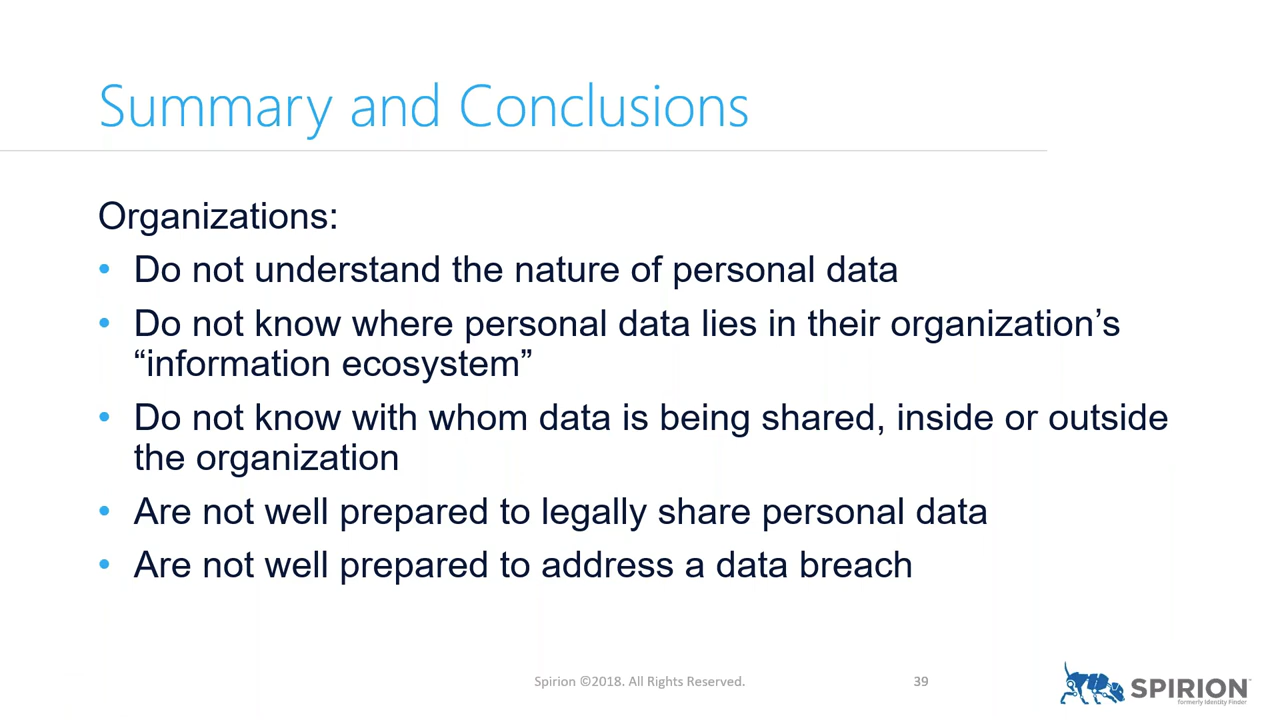 Summary and Conclusions
Organizations:
• Do not understand the nature of personal data
• Do not know where personal data lies in their organization’s
“information ecosystem”
• Do not know with whom data is being shared, inside or outside
the organization
• Are not well prepared to legally share personal data
• Are not well prepared to address a data breach
Spirion ©2018. All Rights Reserved.
39
SPIRION
formerly Identity Finder